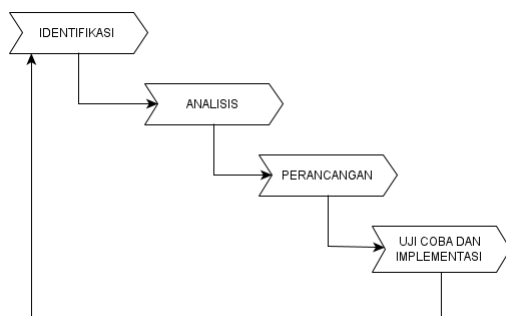 IDENTIFIKASI
ANALISIS
PERANCANGAN
UJI COBA DAN
IMPLEMENTASI